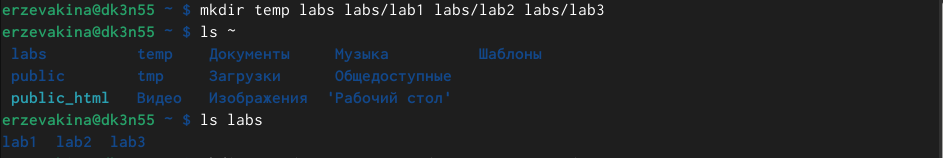 erzevakina@dk3n55 ~ $ mkdir temp labs labs/lab1 labs/lab2 labs/lab3
erzevakina@dk3n55 ~ $ ls ~
labs temp Документы Музыка Шаблоны
public tmp Загрузки Общедоступные
public_html Видео Изображения 'Рабочий стол'
erzevakina@dk3n55 ~ $ ls labs
lab1 lab2 lab3